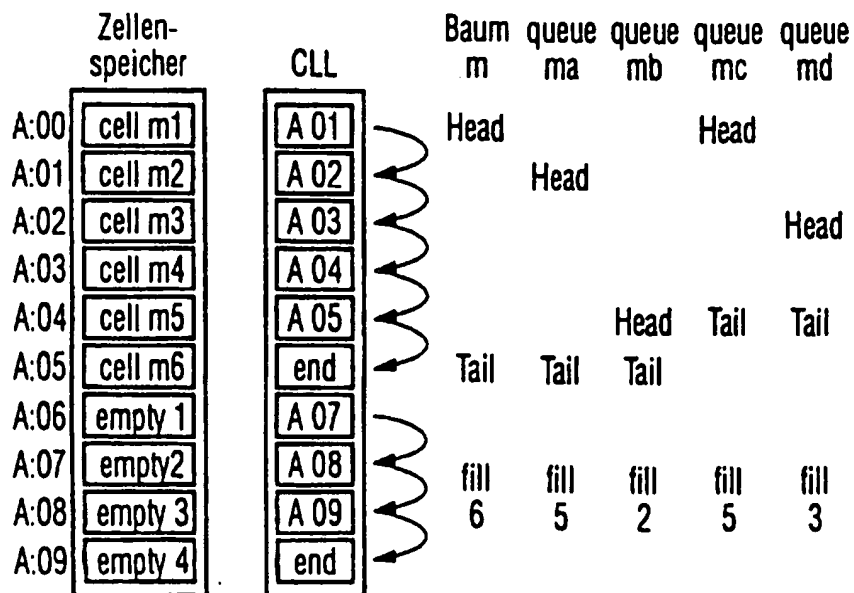 Zellen-
speicher CLL Baum m queue ma queue mb queue mc queue md
A:00 cell m1 A 01 Head Head
A:01 cell m2 A 02 Head
A:02 cell m3 A 03 Head
A:03 cell m4 A 04
A:04 cell m5 A 05 Head Tail Tail
A:05 cell m6 end Tail Tail Tail
A:06 empty 1 A 07
A:07 empty2 A 08 fill fill fill fill fill
A:08 empty 3 A 09 6 5 2 5 3
A:09 empty 4 end